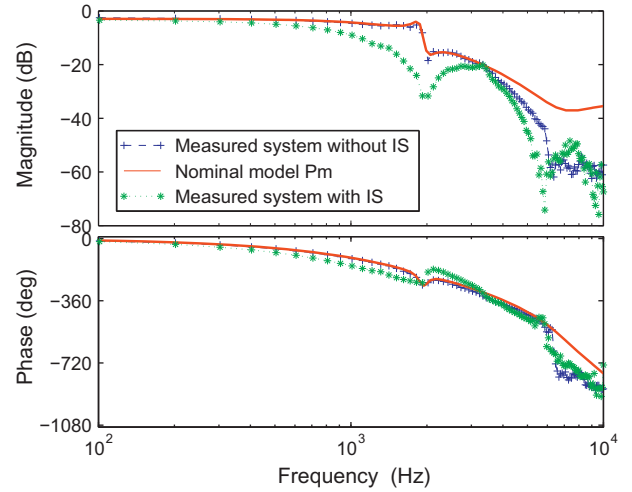 0
−20
−40
−60
−80
Magnitude (dB)
Measured system without IS
Nominal model Pm
Measured system with IS
0
−360
−720
−1080
Phase (deg)
10^2
10^3
10^4
Frequency (Hz)